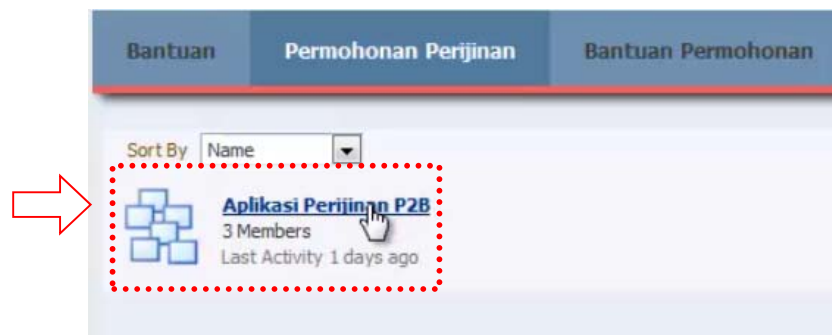 Bantuan Permohonan Perijinan Bantuan Permohonan
Sort By Name
Aplikasi Perijinan P2B
3 Members
Last Activity 1 days ago